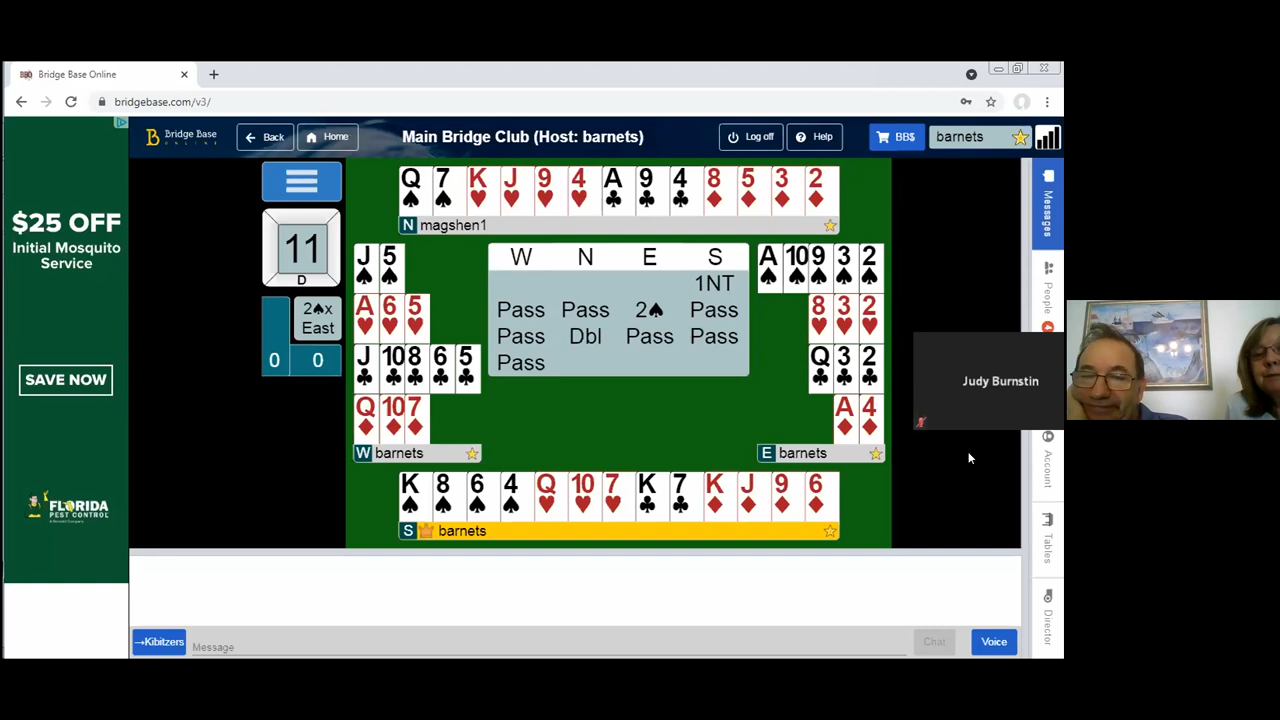 Bridge Base Online
bridgebase.com/v3/
Bridge Base
ONLINE
Back
Home
Main Bridge Club (Host: barnets)
Log off
Help
BB$
barnets
$25 OFF
Initial Mosquito
Service
SAVE NOW
FLORIDA
PEST CONTROL
11
D
2♠x
East
0 0
Q 7 K J 9 4 A 9 4 8 5 3 2
N magshen1
J 5
A 6 5
J 10 8 6 5
Q 10 7
W barnets
W N E S
1NT
Pass Pass 2♠ Pass
Pass Dbl Pass Pass
Pass
A 10 9 3 2
8 3 2
Q 3 2
A 4
E barnets
K 8 6 4 Q 10 7 K 7 K J 9 6
S barnets
Messages
People
4
Account
Tables
Director
Judy Burnstin
→Kibitzers
Message
Chat
Voice